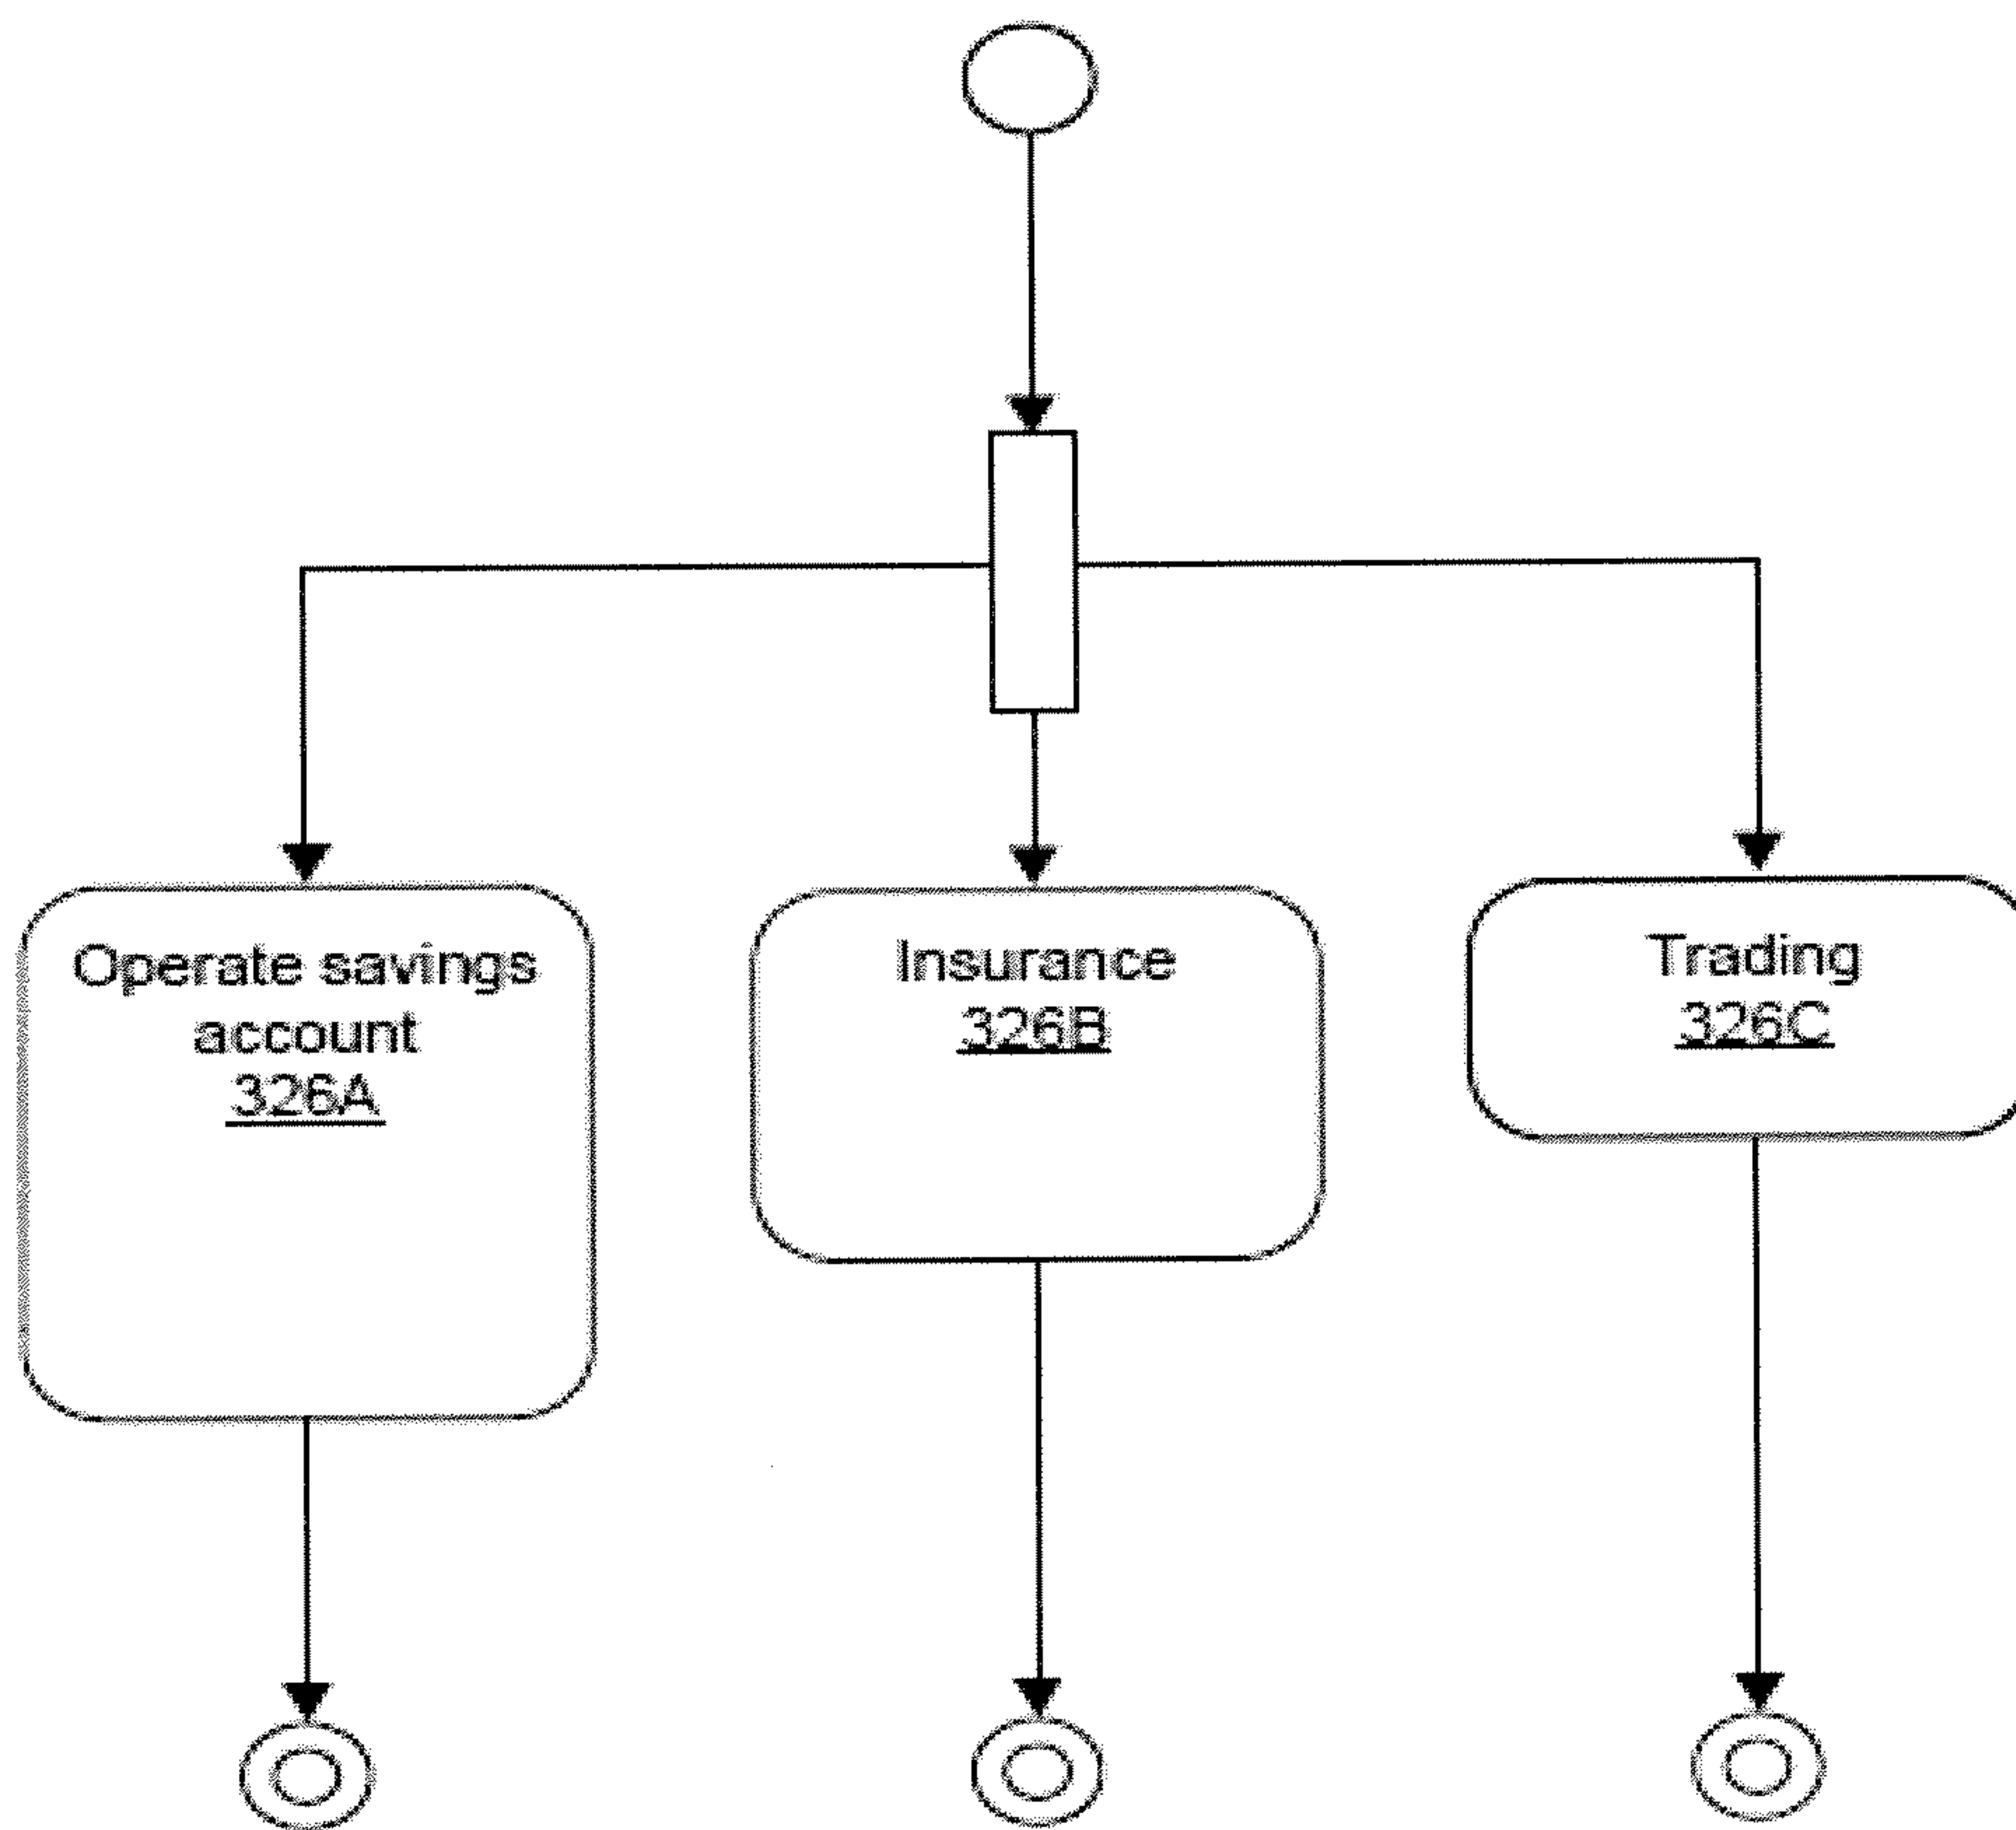 Operate savings
account
326A
Insurance
326B
Trading
326C